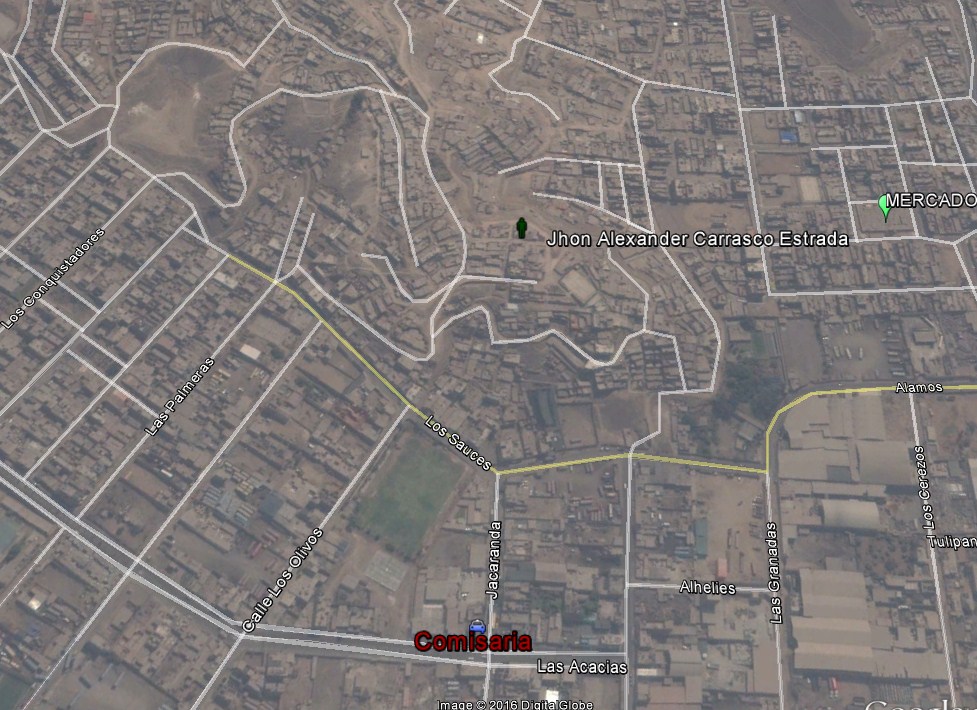 MERCADO
Jhon Alexander Carrasco Estrada
Los Conquistadores
Las Palmeras
Alamos
Los Sauces
Los Cerezos
Tulipan
Jacaranda
Calle Los Olivos
Las Granadas
Alhelies
Comisaria
Las Acacias
Image © 2016 DigitalGlobe
Google